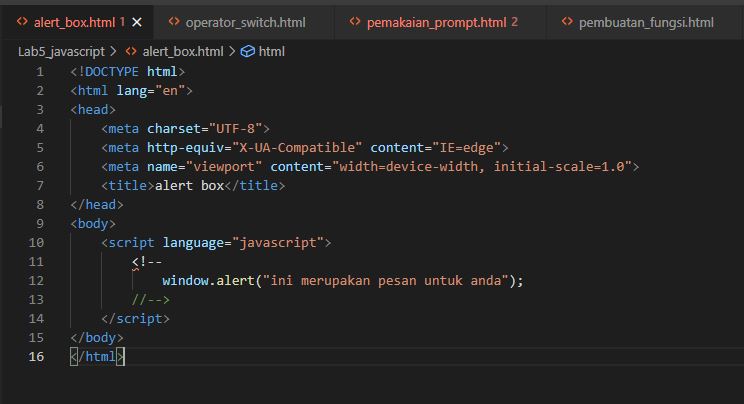 alert_box.html 1 × operator_switch.html pemakaian_prompt.html 2 pembuatan_fungsi.html
Lab5_javascript > alert_box.html > html
1 <!DOCTYPE html>
2 <html lang="en">
3 <head>
4     <meta charset="UTF-8">
5     <meta http-equiv="X-UA-Compatible" content="IE=edge">
6     <meta name="viewport" content="width=device-width, initial-scale=1.0">
7     <title>alert box</title>
8 </head>
9 <body>
10     <script language="javascript">
11         <!--
12             window.alert("ini merupakan pesan untuk anda");
13         //-->
14     </script>
15 </body>
16 </html>